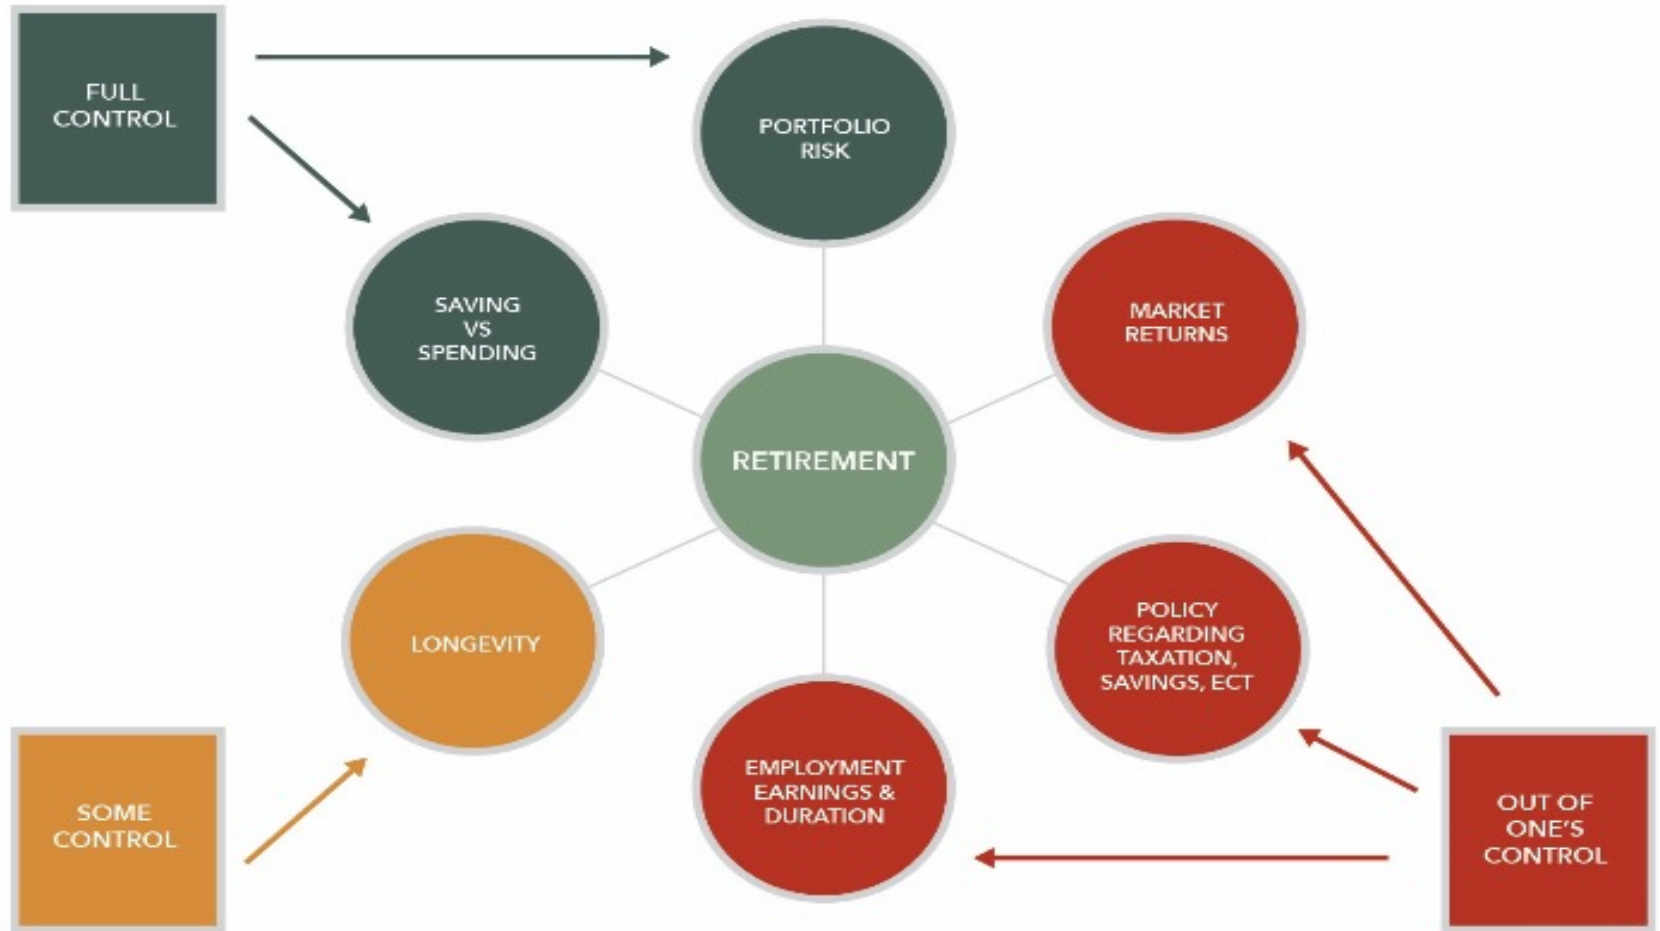 FULL
CONTROL
PORTFOLIO
RISK
SAVING
VS
SPENDING
MARKET
RETURNS
RETIREMENT
LONGEVITY
POLICY
REGARDING
TAXATION,
SAVINGS, ECT
EMPLOYMENT
EARNINGS &
DURATION
SOME
CONTROL
OUT OF
ONE'S
CONTROL